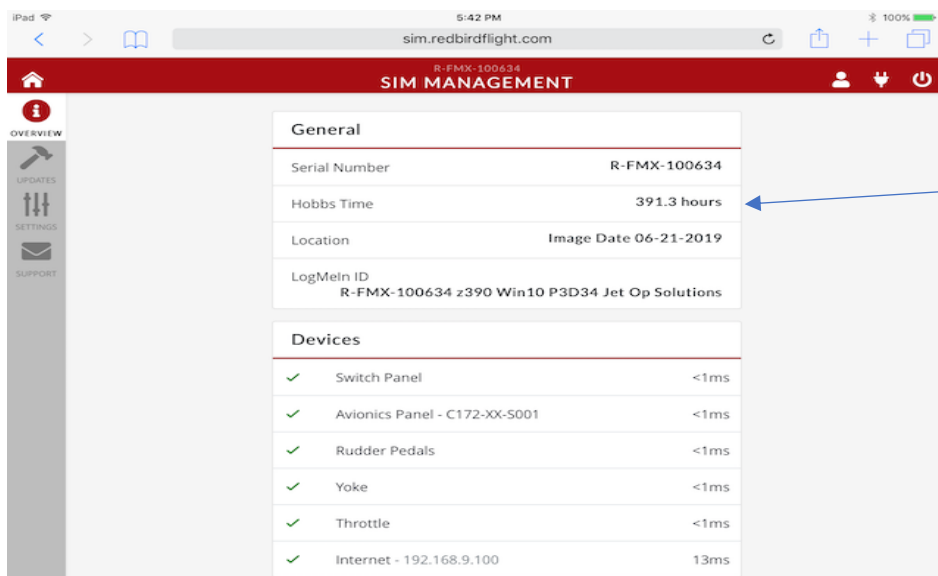 iPad 5:42 PM 100%
sim.redbirdflight.com
R-FMX-100634
SIM MANAGEMENT
OVERVIEW
UPDATES
SETTINGS
SUPPORT
General
Serial Number R-FMX-100634
Hobbs Time 391.3 hours
Location Image Date 06-21-2019
LogMeIn ID
R-FMX-100634 z390 Win10 P3D34 Jet Op Solutions
Devices
Switch Panel <1ms
Avionics Panel - C172-XX-S001 <1ms
Rudder Pedals <1ms
Yoke <1ms
Throttle <1ms
Internet - 192.168.9.100 13ms